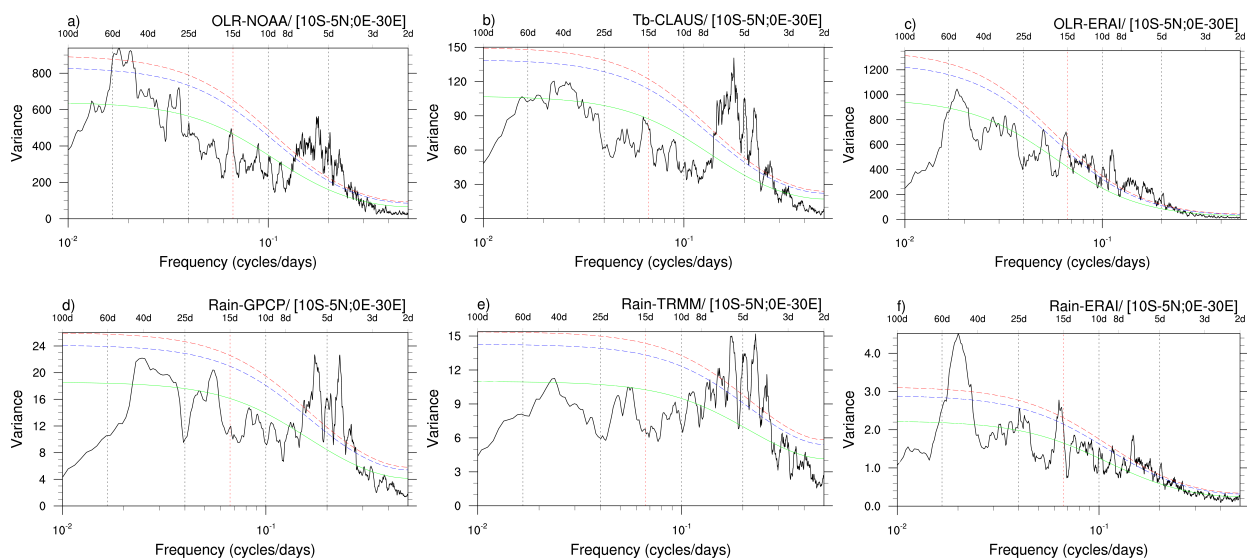 a) OLR-NOAA/ [10S-5N;0E-30E]
100d 60d 40d 25d 15d 10d 8d 5d 3d 2d
Variance
800
600
400
200
0
10-2 10-1
Frequency (cycles/days)
b) Tb-CLAUS/ [10S-5N;0E-30E]
100d 60d 40d 25d 15d 10d 8d 5d 3d 2d
Variance
150
120
90
60
30
0
10-2 10-1
Frequency (cycles/days)
c) OLR-ERAI/ [10S-5N;0E-30E]
100d 60d 40d 25d 15d 10d 8d 5d 3d 2d
Variance
1200
1000
800
600
400
200
0
10-2 10-1
Frequency (cycles/days)
d) Rain-GPCP/ [10S-5N;0E-30E]
100d 60d 40d 25d 15d 10d 8d 5d 3d 2d
Variance
24
20
16
12
8
4
0
10-2 10-1
Frequency (cycles/days)
e) Rain-TRMM/ [10S-5N;0E-30E]
100d 60d 40d 25d 15d 10d 8d 5d 3d 2d
Variance
15
12
9
6
3
0
10-2 10-1
Frequency (cycles/days)
f) Rain-ERAI/ [10S-5N;0E-30E]
100d 60d 40d 25d 15d 10d 8d 5d 3d 2d
Variance
4.0
3.0
2.0
1.0
0.0
10-2 10-1
Frequency (cycles/days)